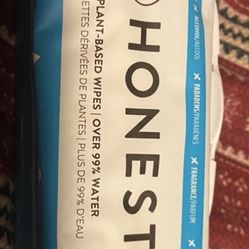 HONEST
PLANT-BASED WIPES | OVER 99% WATER
DÉRIVÉES DE PLANTES | PLUS DE 99% D'EAU
✗ ALCOHOL/ALCOOL
✗ PARABENS/PARABÈNES
✗ FRAGRANCE/PARFUM